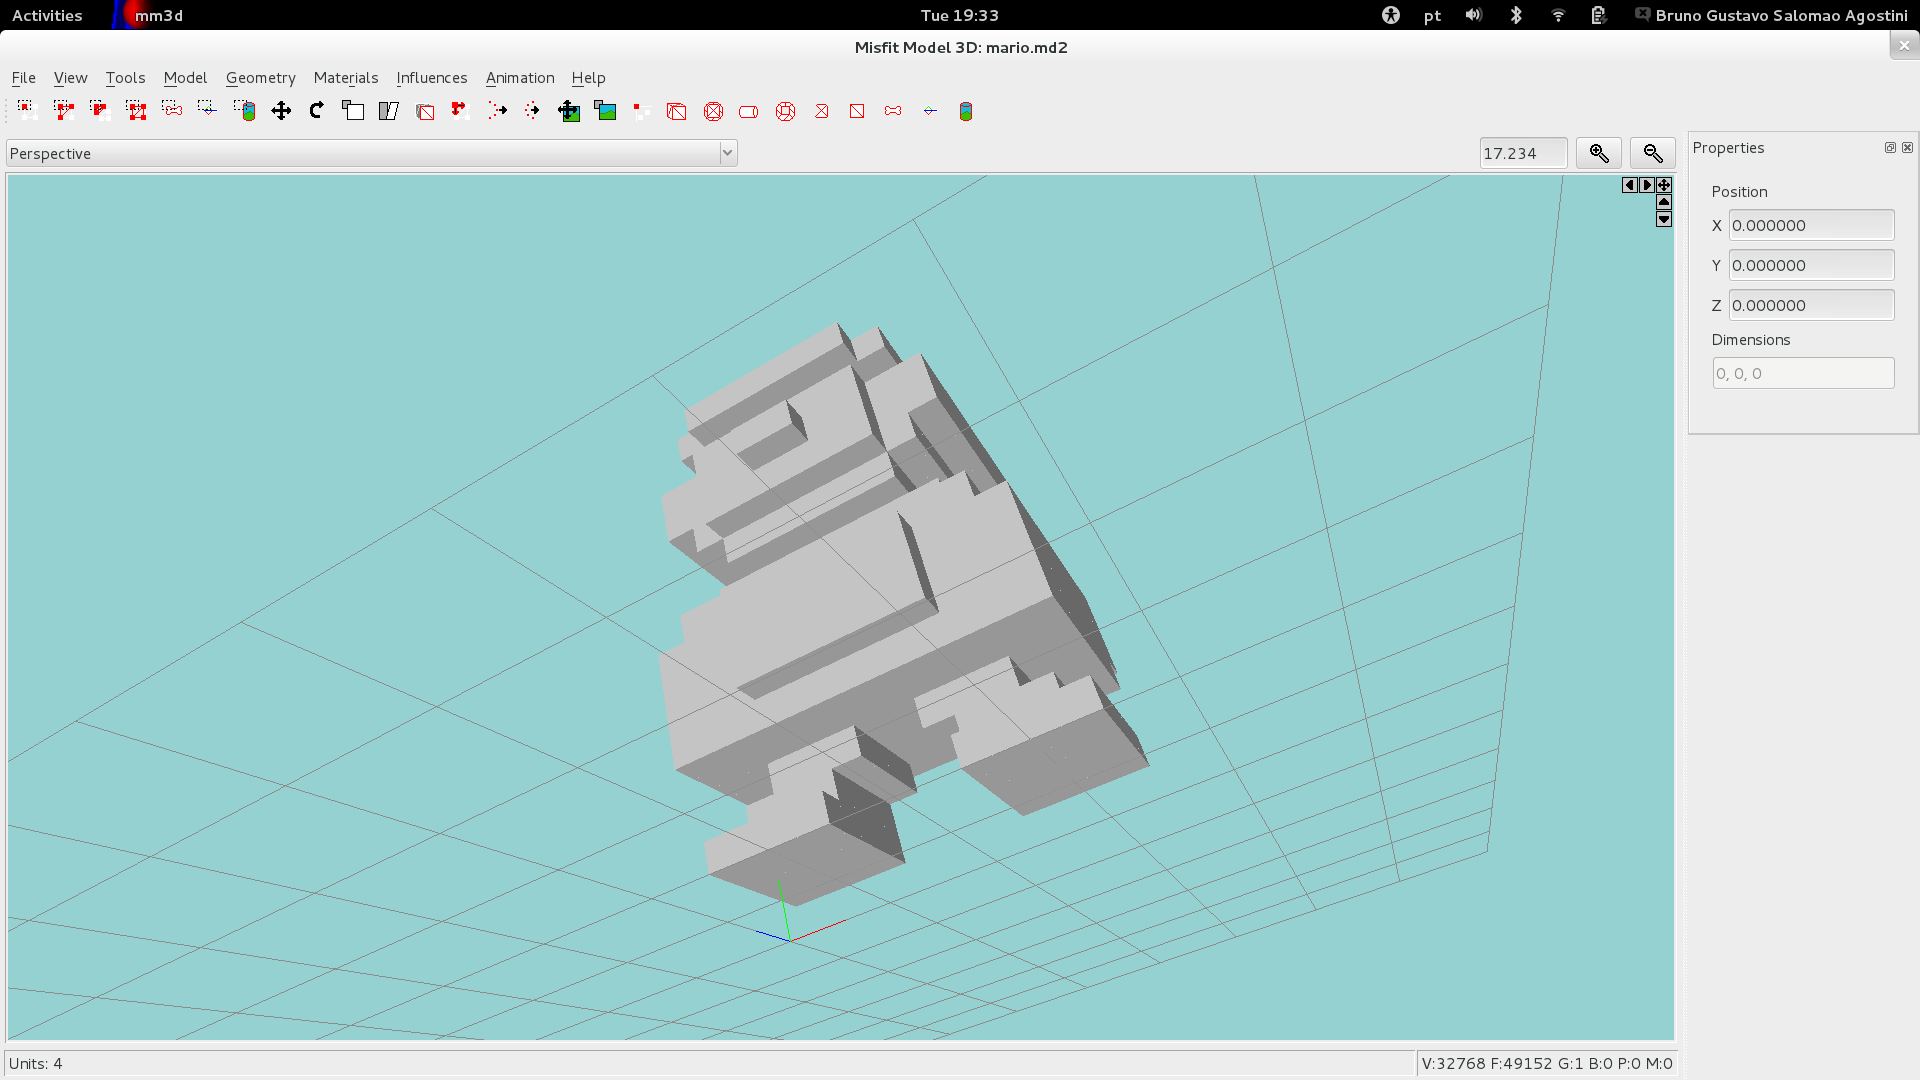 Activities mm3d Tue 19:33 pt Bruno Gustavo Salomao Agostini
Misfit Model 3D: mario.md2
File View Tools Model Geometry Materials Influences Animation Help
Perspective 17.234
Properties
Position
X 0.000000
Y 0.000000
Z 0.000000
Dimensions
0, 0, 0
Units: 4 V:32768 F:49152 G:1 B:0 P:0 M:0